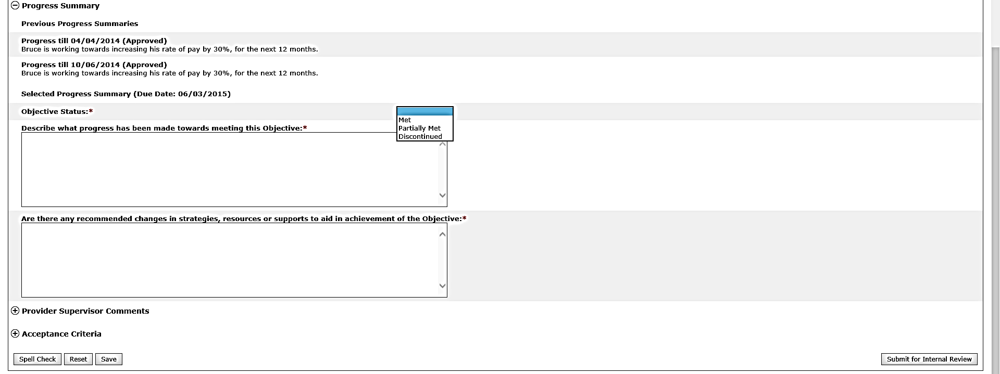 Progress Summary
Previous Progress Summaries
Progress till 04/04/2014 (Approved)
Bruce is working towards increasing his rate of pay by 30%, for the next 12 months.
Progress till 10/06/2014 (Approved)
Bruce is working towards increasing his rate of pay by 30%, for the next 12 months.
Selected Progress Summary (Due Date: 06/03/2015)
Objective Status:*
Met
Partially Met
Discontinued
Describe what progress has been made towards meeting this Objective:*
Are there any recommended changes in strategies, resources or supports to aid in achievement of the Objective:*
Provider Supervisor Comments
Acceptance Criteria
Spell Check Reset Save Submit for Internal Review